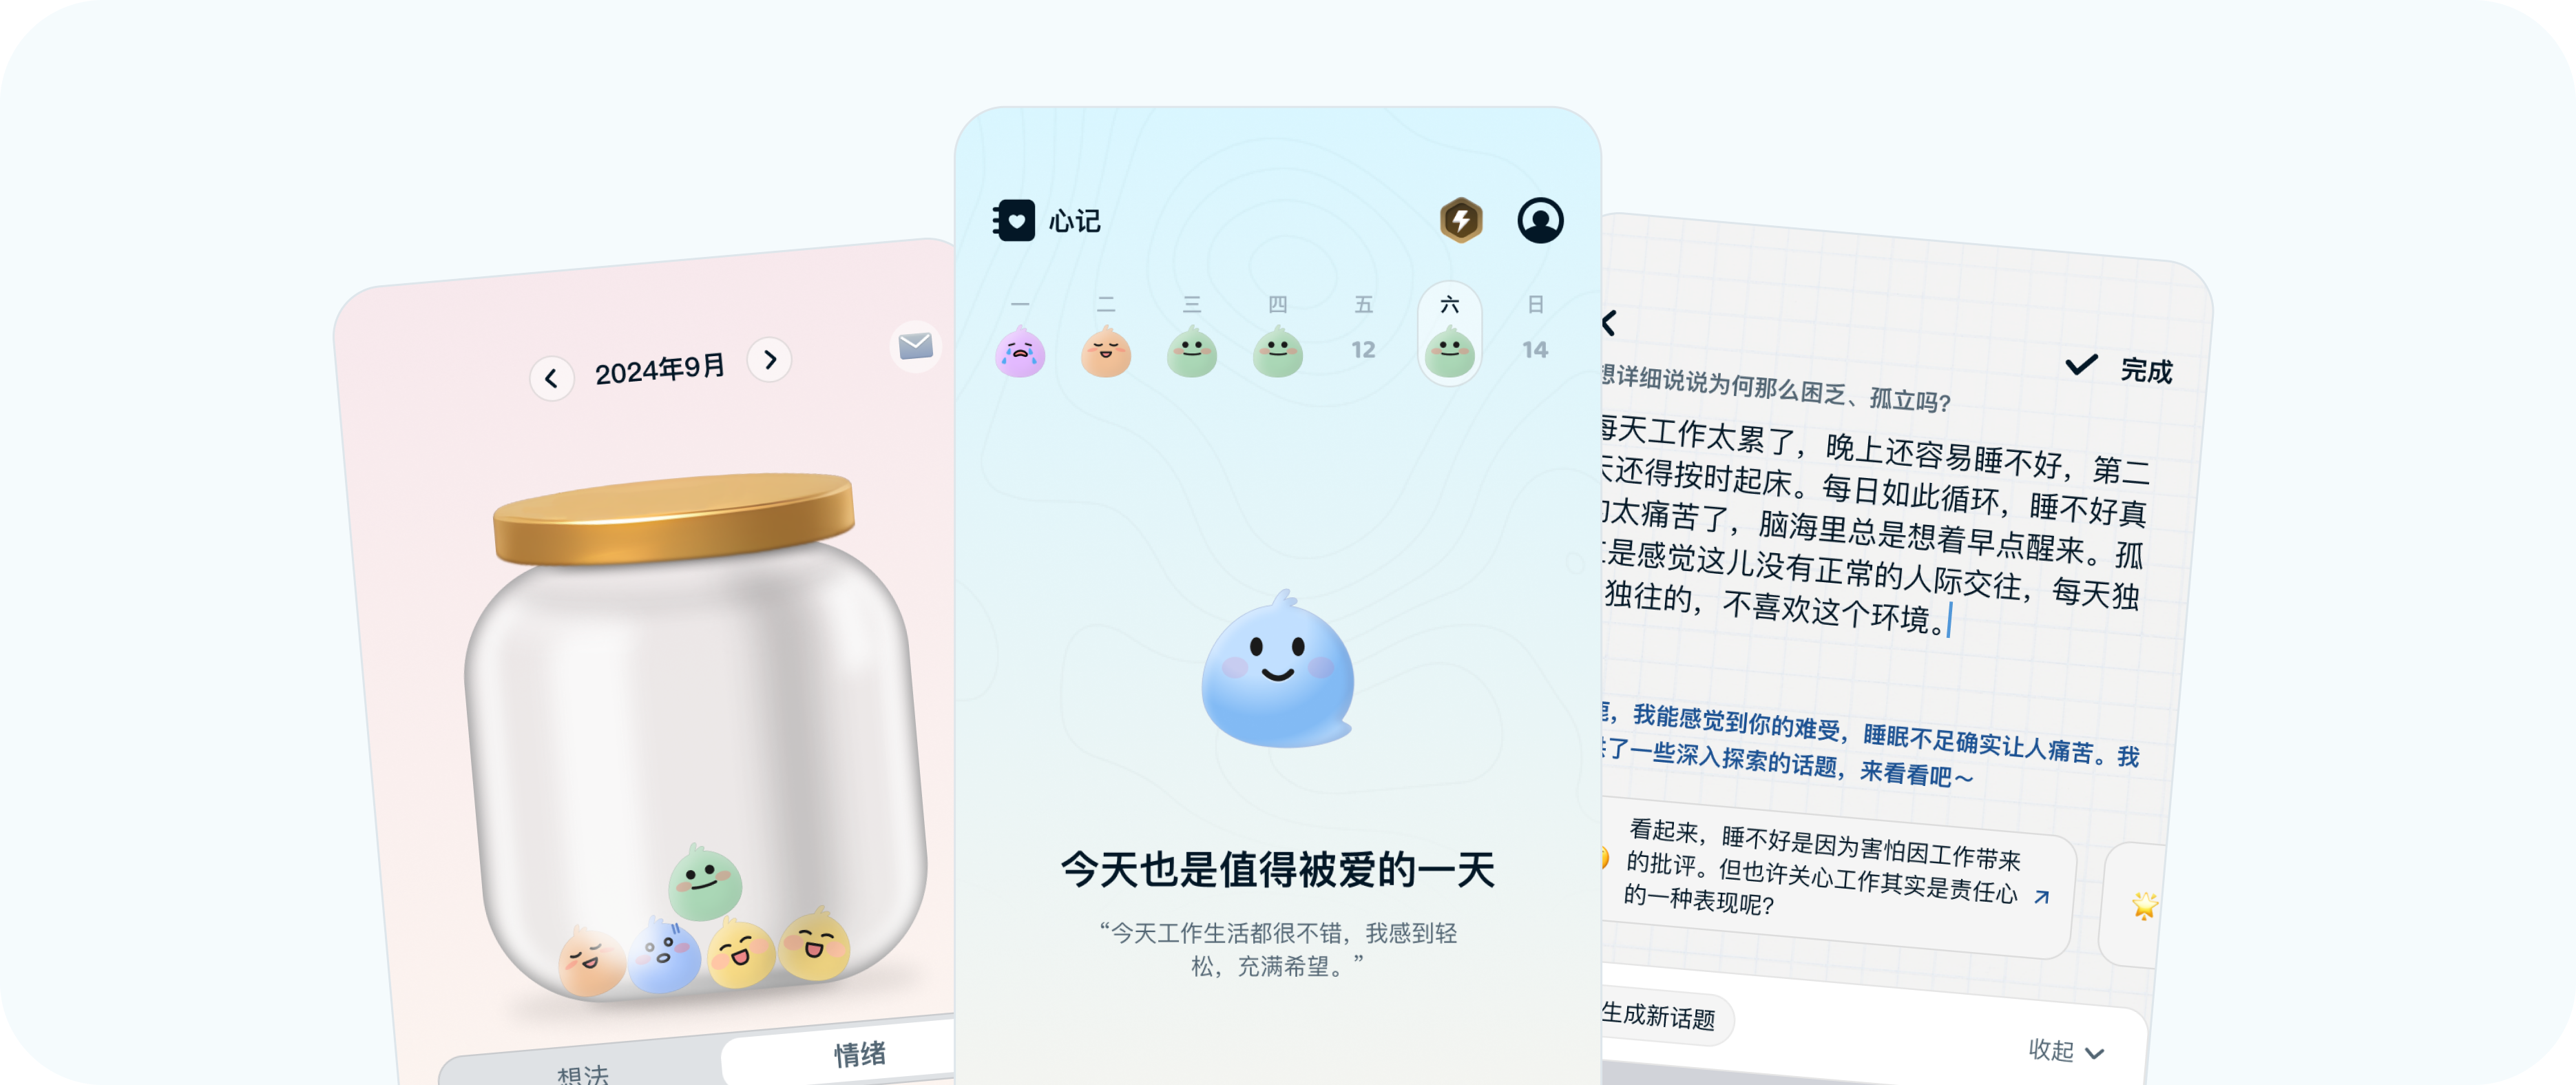 2024年9月
想法
情绪
心记
一 二 三 四 五 六 日
12 14
今天也是值得被爱的一天
“今天工作生活都很不错，我感到轻
松，充满希望。”
完成
想详细说说为何那么困乏、孤立吗?
每天工作太累了，晚上还容易睡不好，第二
天还得按时起床。每日如此循环，睡不好真
的太痛苦了，脑海里总是想着早点醒来。孤
是感觉这儿没有正常的人际交往，每天独
独往的，不喜欢这个环境。
，我能感觉到你的难受，睡眠不足确实让人痛苦。我
了一些深入探索的话题，来看看吧～
看起来，睡不好是因为害怕因工作带来
的批评。但也许关心工作其实是责任心
的一种表现呢?
生成新话题
收起